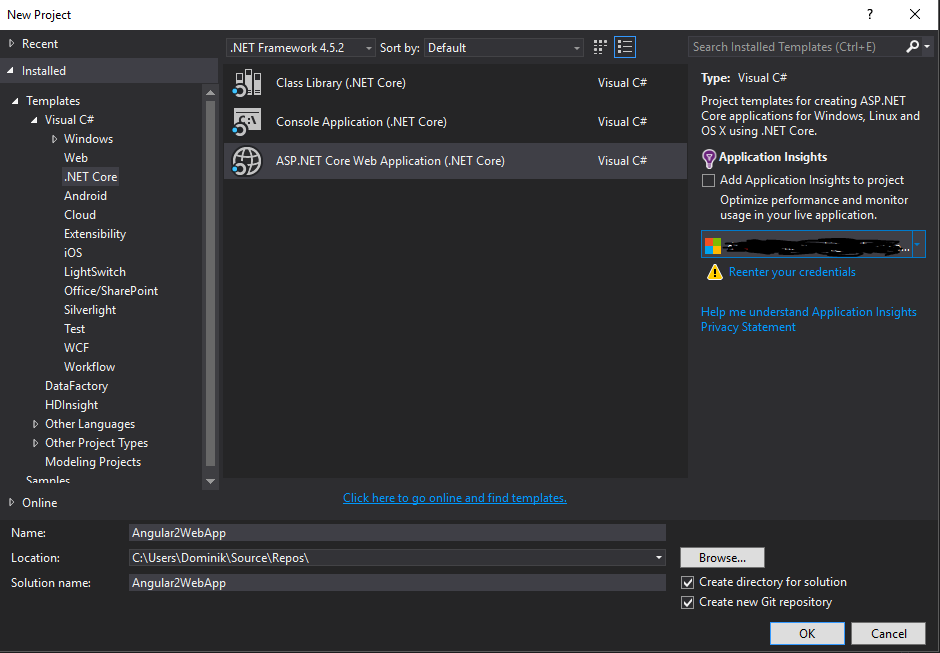 New Project
?
Recent
Installed
Templates
Visual C#
Windows
Web
.NET Core
Android
Cloud
Extensibility
iOS
LightSwitch
Office/SharePoint
Silverlight
Test
WCF
Workflow
DataFactory
HDInsight
Other Languages
Other Project Types
Modeling Projects
Samples
Online
.NET Framework 4.5.2
Sort by:
Default
Class Library (.NET Core)
Visual C#
Console Application (.NET Core)
Visual C#
ASP.NET Core Web Application (.NET Core)
Visual C#
Click here to go online and find templates.
Search Installed Templates (Ctrl+E)
Type: Visual C#
Project templates for creating ASP.NET
Core applications for Windows, Linux and
OS X using .NET Core.
Application Insights
Add Application Insights to project
Optimize performance and monitor
usage in your live application.
...
Reenter your credentials
Help me understand Application Insights
Privacy Statement
Name:
Angular2WebApp
Location:
C:\Users\Dominik\Source\Repos\
Browse...
Solution name:
Angular2WebApp
Create directory for solution
Create new Git repository
OK
Cancel